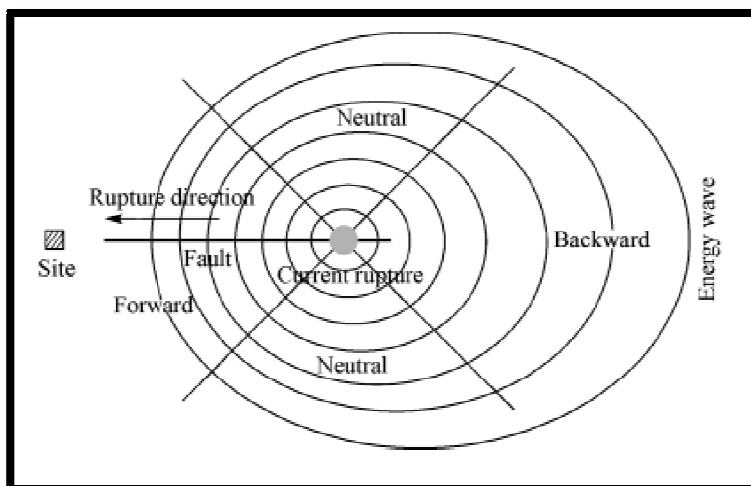 Neutral
Rupture direction
Energy wave
Backward
Site
Fault
Current rupture
Forward
Neutral